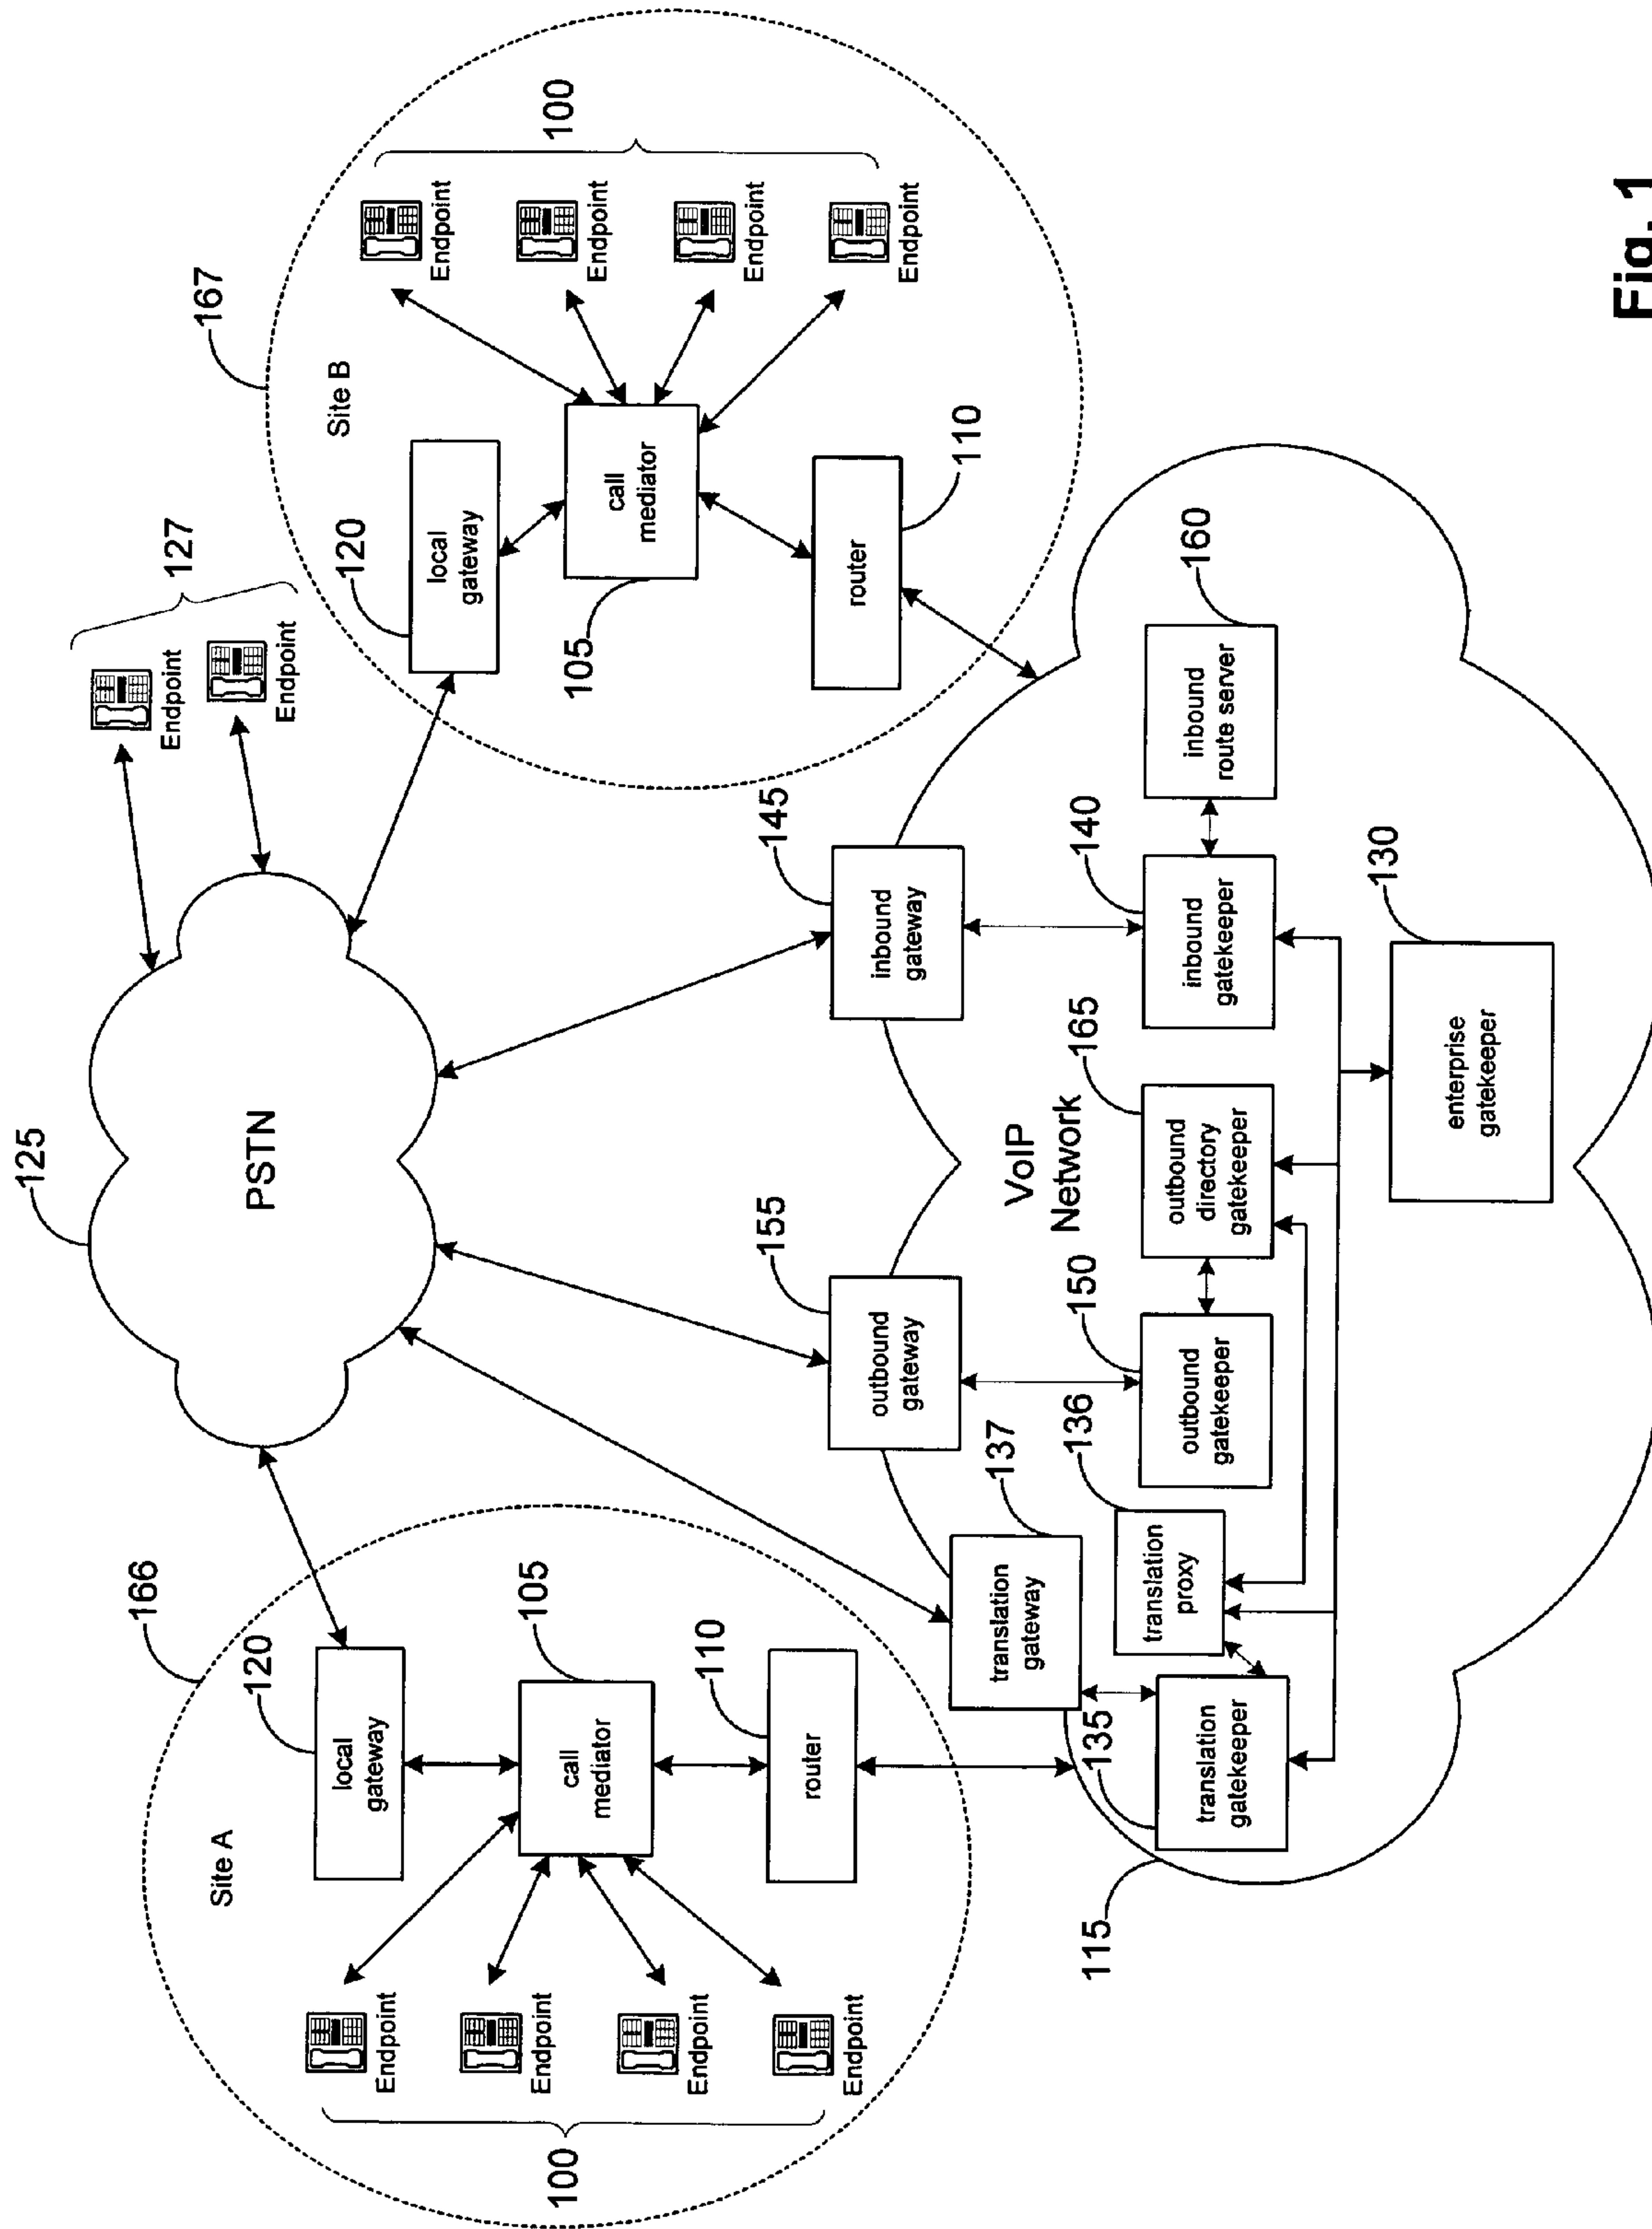 125
PSTN
127
Endpoint
Endpoint
166
Site A
120
local
gateway
105
call
mediator
110
router
Endpoint
Endpoint
Endpoint
Endpoint
100
167
Site B
120
local
gateway
105
call
mediator
110
router
Endpoint
Endpoint
Endpoint
Endpoint
100
115
VoIP
Network
137
translation
gateway
155
outbound
gateway
145
inbound
gateway
135
translation
gatekeeper
136
translation
proxy
150
outbound
gatekeeper
165
outbound
directory
gatekeeper
140
inbound
gatekeeper
160
inbound
route server
130
enterprise
gatekeeper
Fig. 1